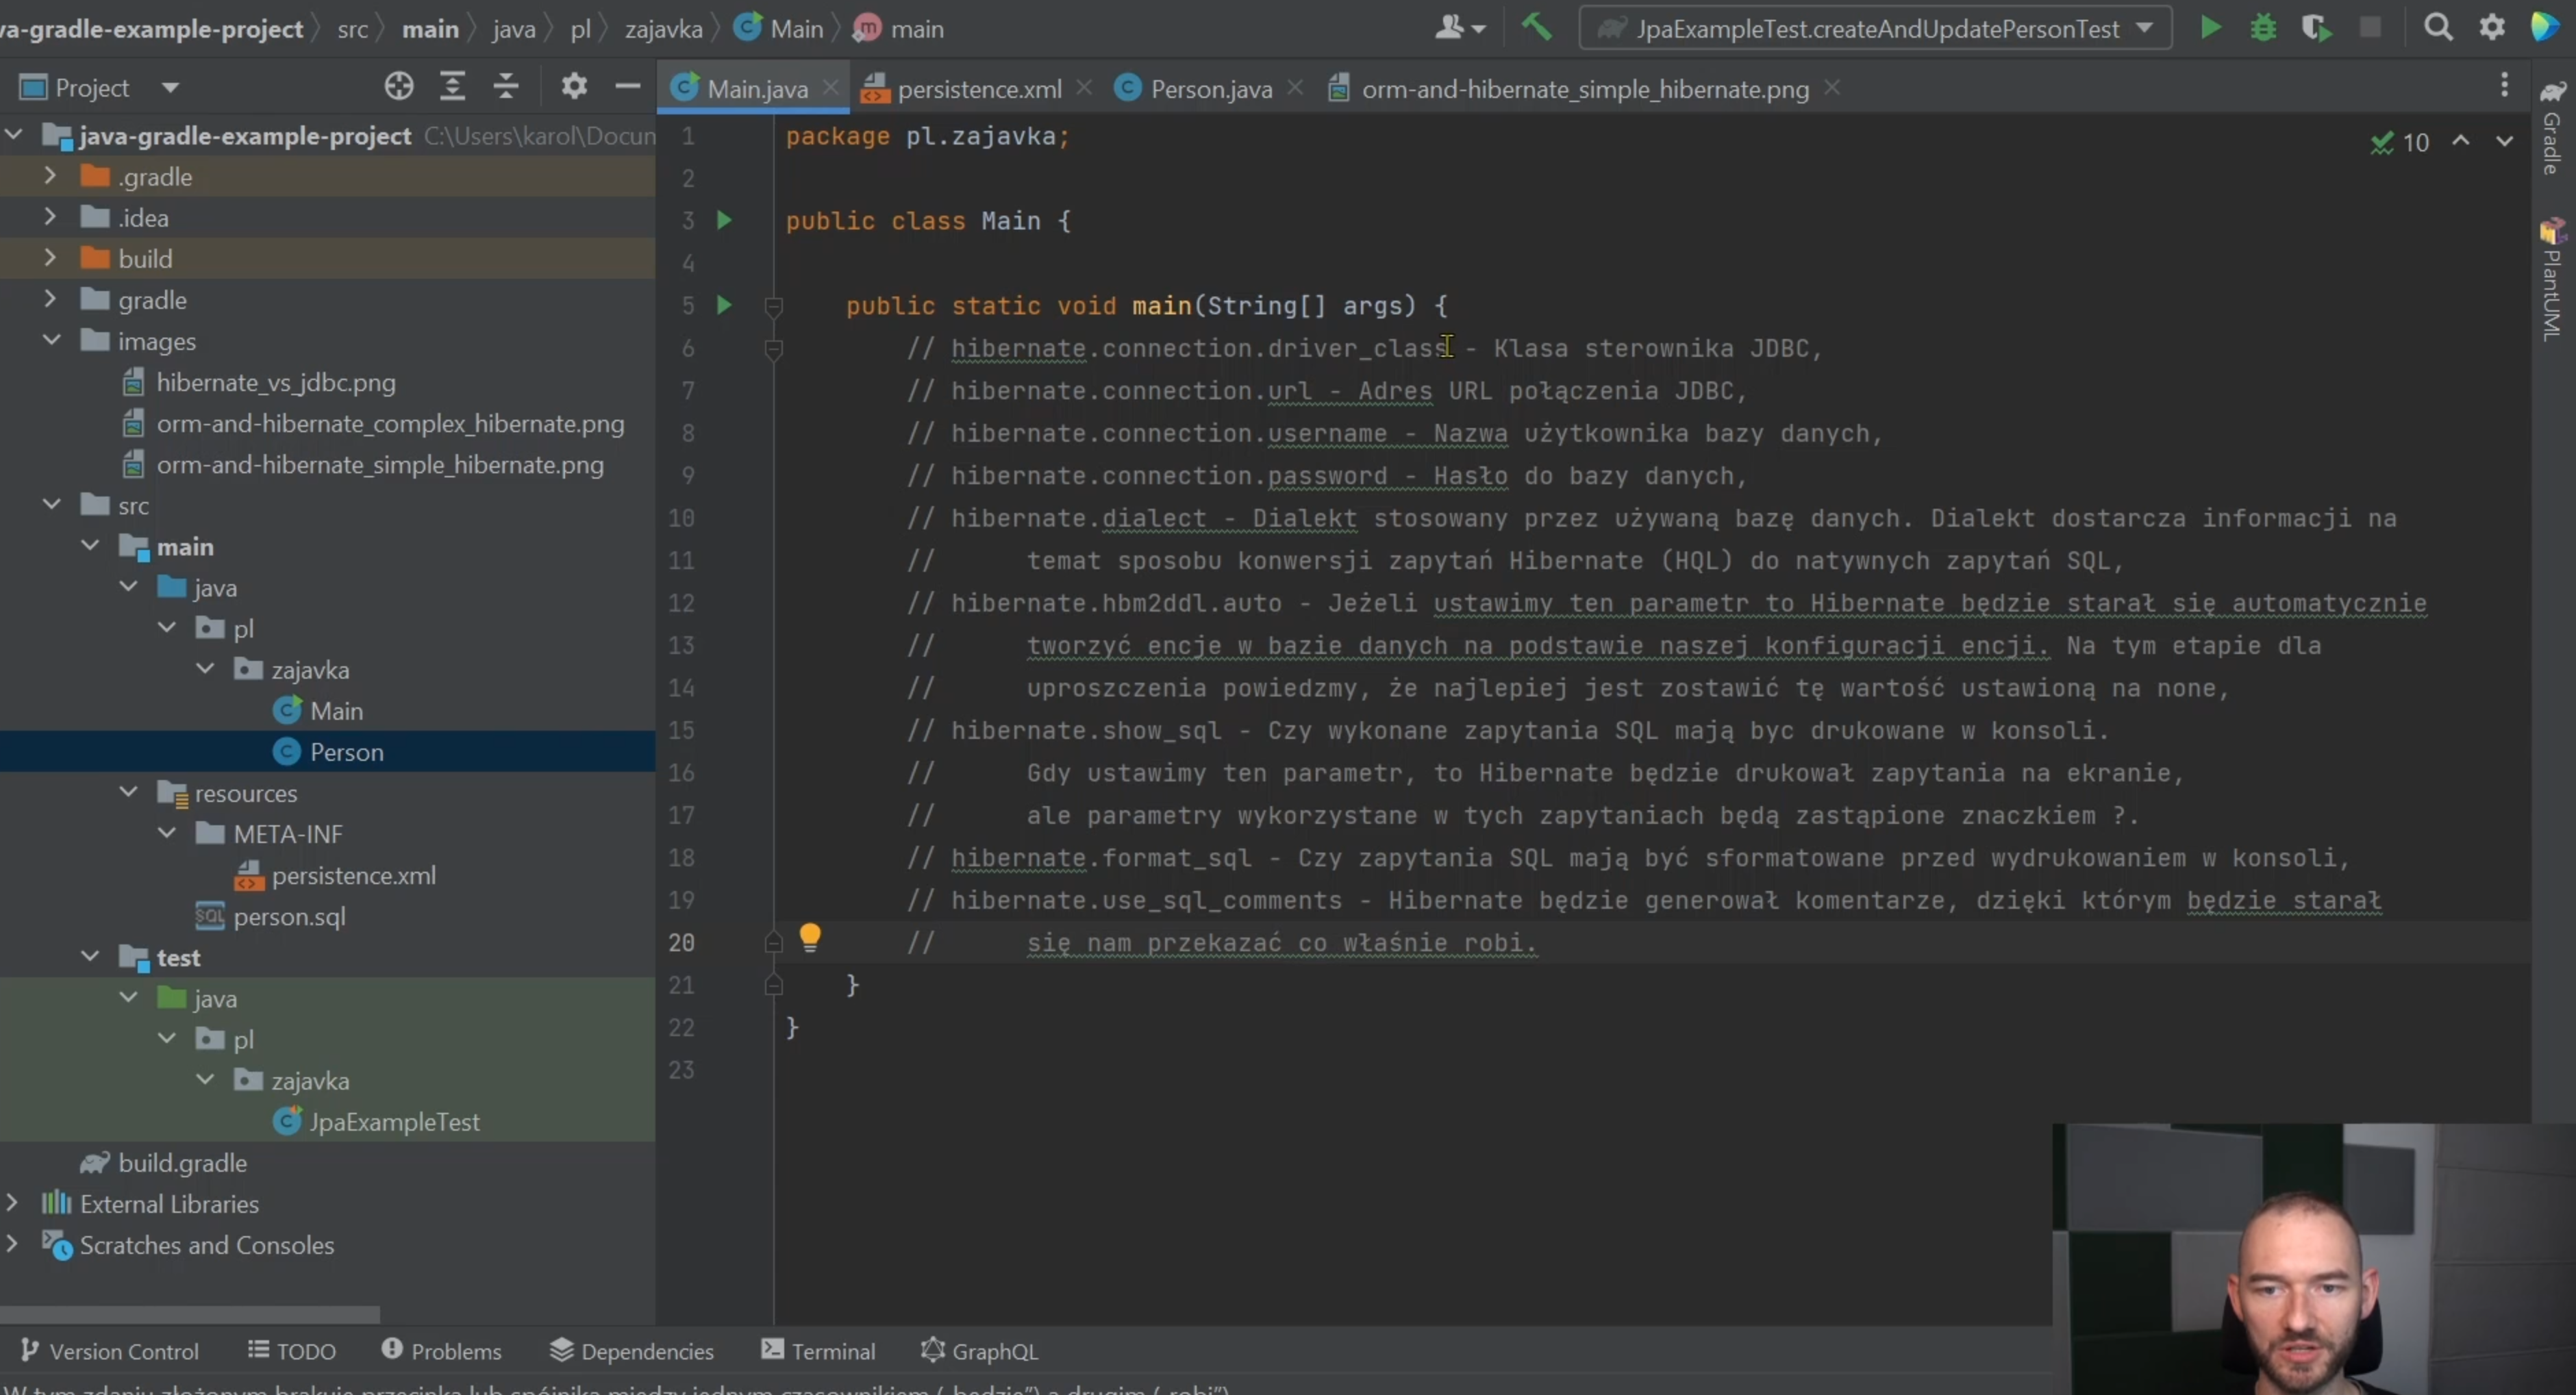 va-gradle-example-project src main java pl zajavka Main main
JpaExampleTest.createAndUpdatePersonTest
Project
Main.java persistence.xml Person.java orm-and-hibernate_simple_hibernate.png
java-gradle-example-project C:\Users\karol\Docun
.gradle
.idea
build
gradle
images
hibernate_vs_jdbc.png
orm-and-hibernate_complex_hibernate.png
orm-and-hibernate_simple_hibernate.png
src
main
java
pl
zajavka
Main
Person
resources
META-INF
persistence.xml
person.sql
test
java
pl
zajavka
JpaExampleTest
build.gradle
External Libraries
Scratches and Consoles
1 package pl.zajavka;
2
3 public class Main {
4
5 public static void main(String[] args) {
6 // hibernate.connection.driver_class - Klasa sterownika JDBC,
7 // hibernate.connection.url - Adres URL połączenia JDBC,
8 // hibernate.connection.username - Nazwa użytkownika bazy danych,
9 // hibernate.connection.password - Hasło do bazy danych,
10 // hibernate.dialect - Dialekt stosowany przez używaną bazę danych. Dialekt dostarcza informacji na
11 // temat sposobu konwersji zapytań Hibernate (HQL) do natywnych zapytań SQL,
12 // hibernate.hbm2ddl.auto - Jeżeli ustawimy ten parametr to Hibernate będzie starał się automatycznie
13 // tworzyć encje w bazie danych na podstawie naszej konfiguracji encji. Na tym etapie dla
14 // uproszczenia powiedzmy, że najlepiej jest zostawić tę wartość ustawioną na none,
15 // hibernate.show_sql - Czy wykonane zapytania SQL mają byc drukowane w konsoli.
16 // Gdy ustawimy ten parametr, to Hibernate będzie drukował zapytania na ekranie,
17 // ale parametry wykorzystane w tych zapytaniach będą zastąpione znaczkiem ?.
18 // hibernate.format_sql - Czy zapytania SQL mają być sformatowane przed wydrukowaniem w konsoli,
19 // hibernate.use_sql_comments - Hibernate będzie generował komentarze, dzięki którym będzie starał
20 // się nam przekazać co właśnie robi.
21 }
22 }
23
10
Gradle
PlantUML
Version Control TODO Problems Dependencies Terminal GraphQL
W tym zdaniu złożonym brakuje przecinka lub spójnika między jednym czasownikiem („będzie”) a drugim („robi”)